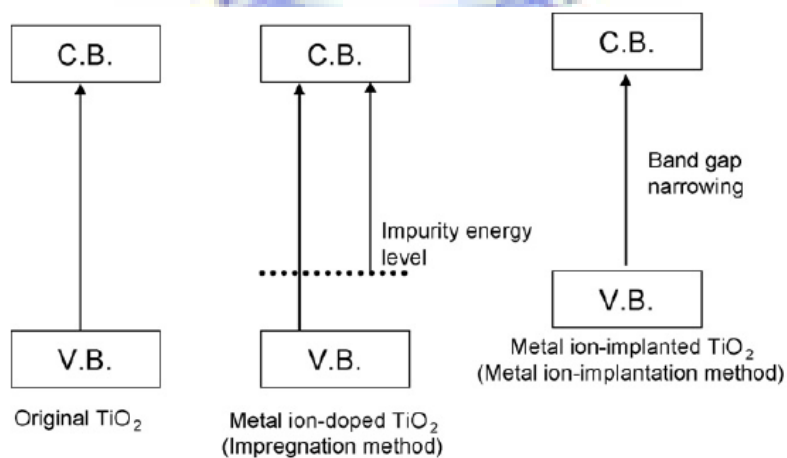 C.B.
V.B.
Original TiO₂
C.B.
Impurity energy
level
V.B.
Metal ion-doped TiO₂
(Impregnation method)
C.B.
Band gap
narrowing
V.B.
Metal ion-implanted TiO₂
(Metal ion-implantation method)